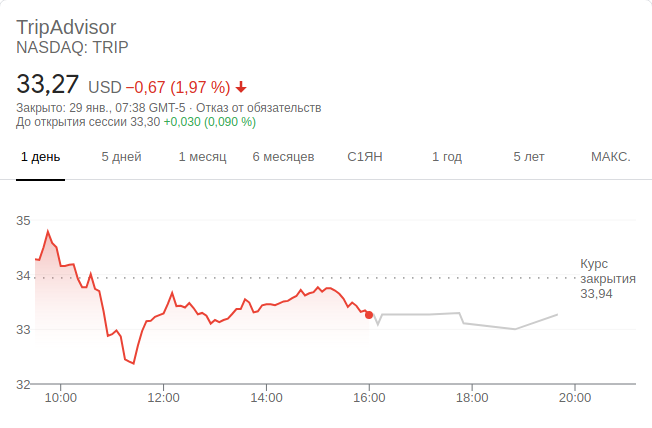 TripAdvisor
NASDAQ: TRIP
33,27 USD −0,67 (1,97 %)
Закрыто: 29 янв., 07:38 GMT-5 · Отказ от обязательств
До открытия сессии 33,30 +0,030 (0,090 %)
1 день 5 дней 1 месяц 6 месяцев С1ЯН 1 год 5 лет МАКС.
35
34
33
32
Курс
закрытия
33,94
10:00 12:00 14:00 16:00 18:00 20:00